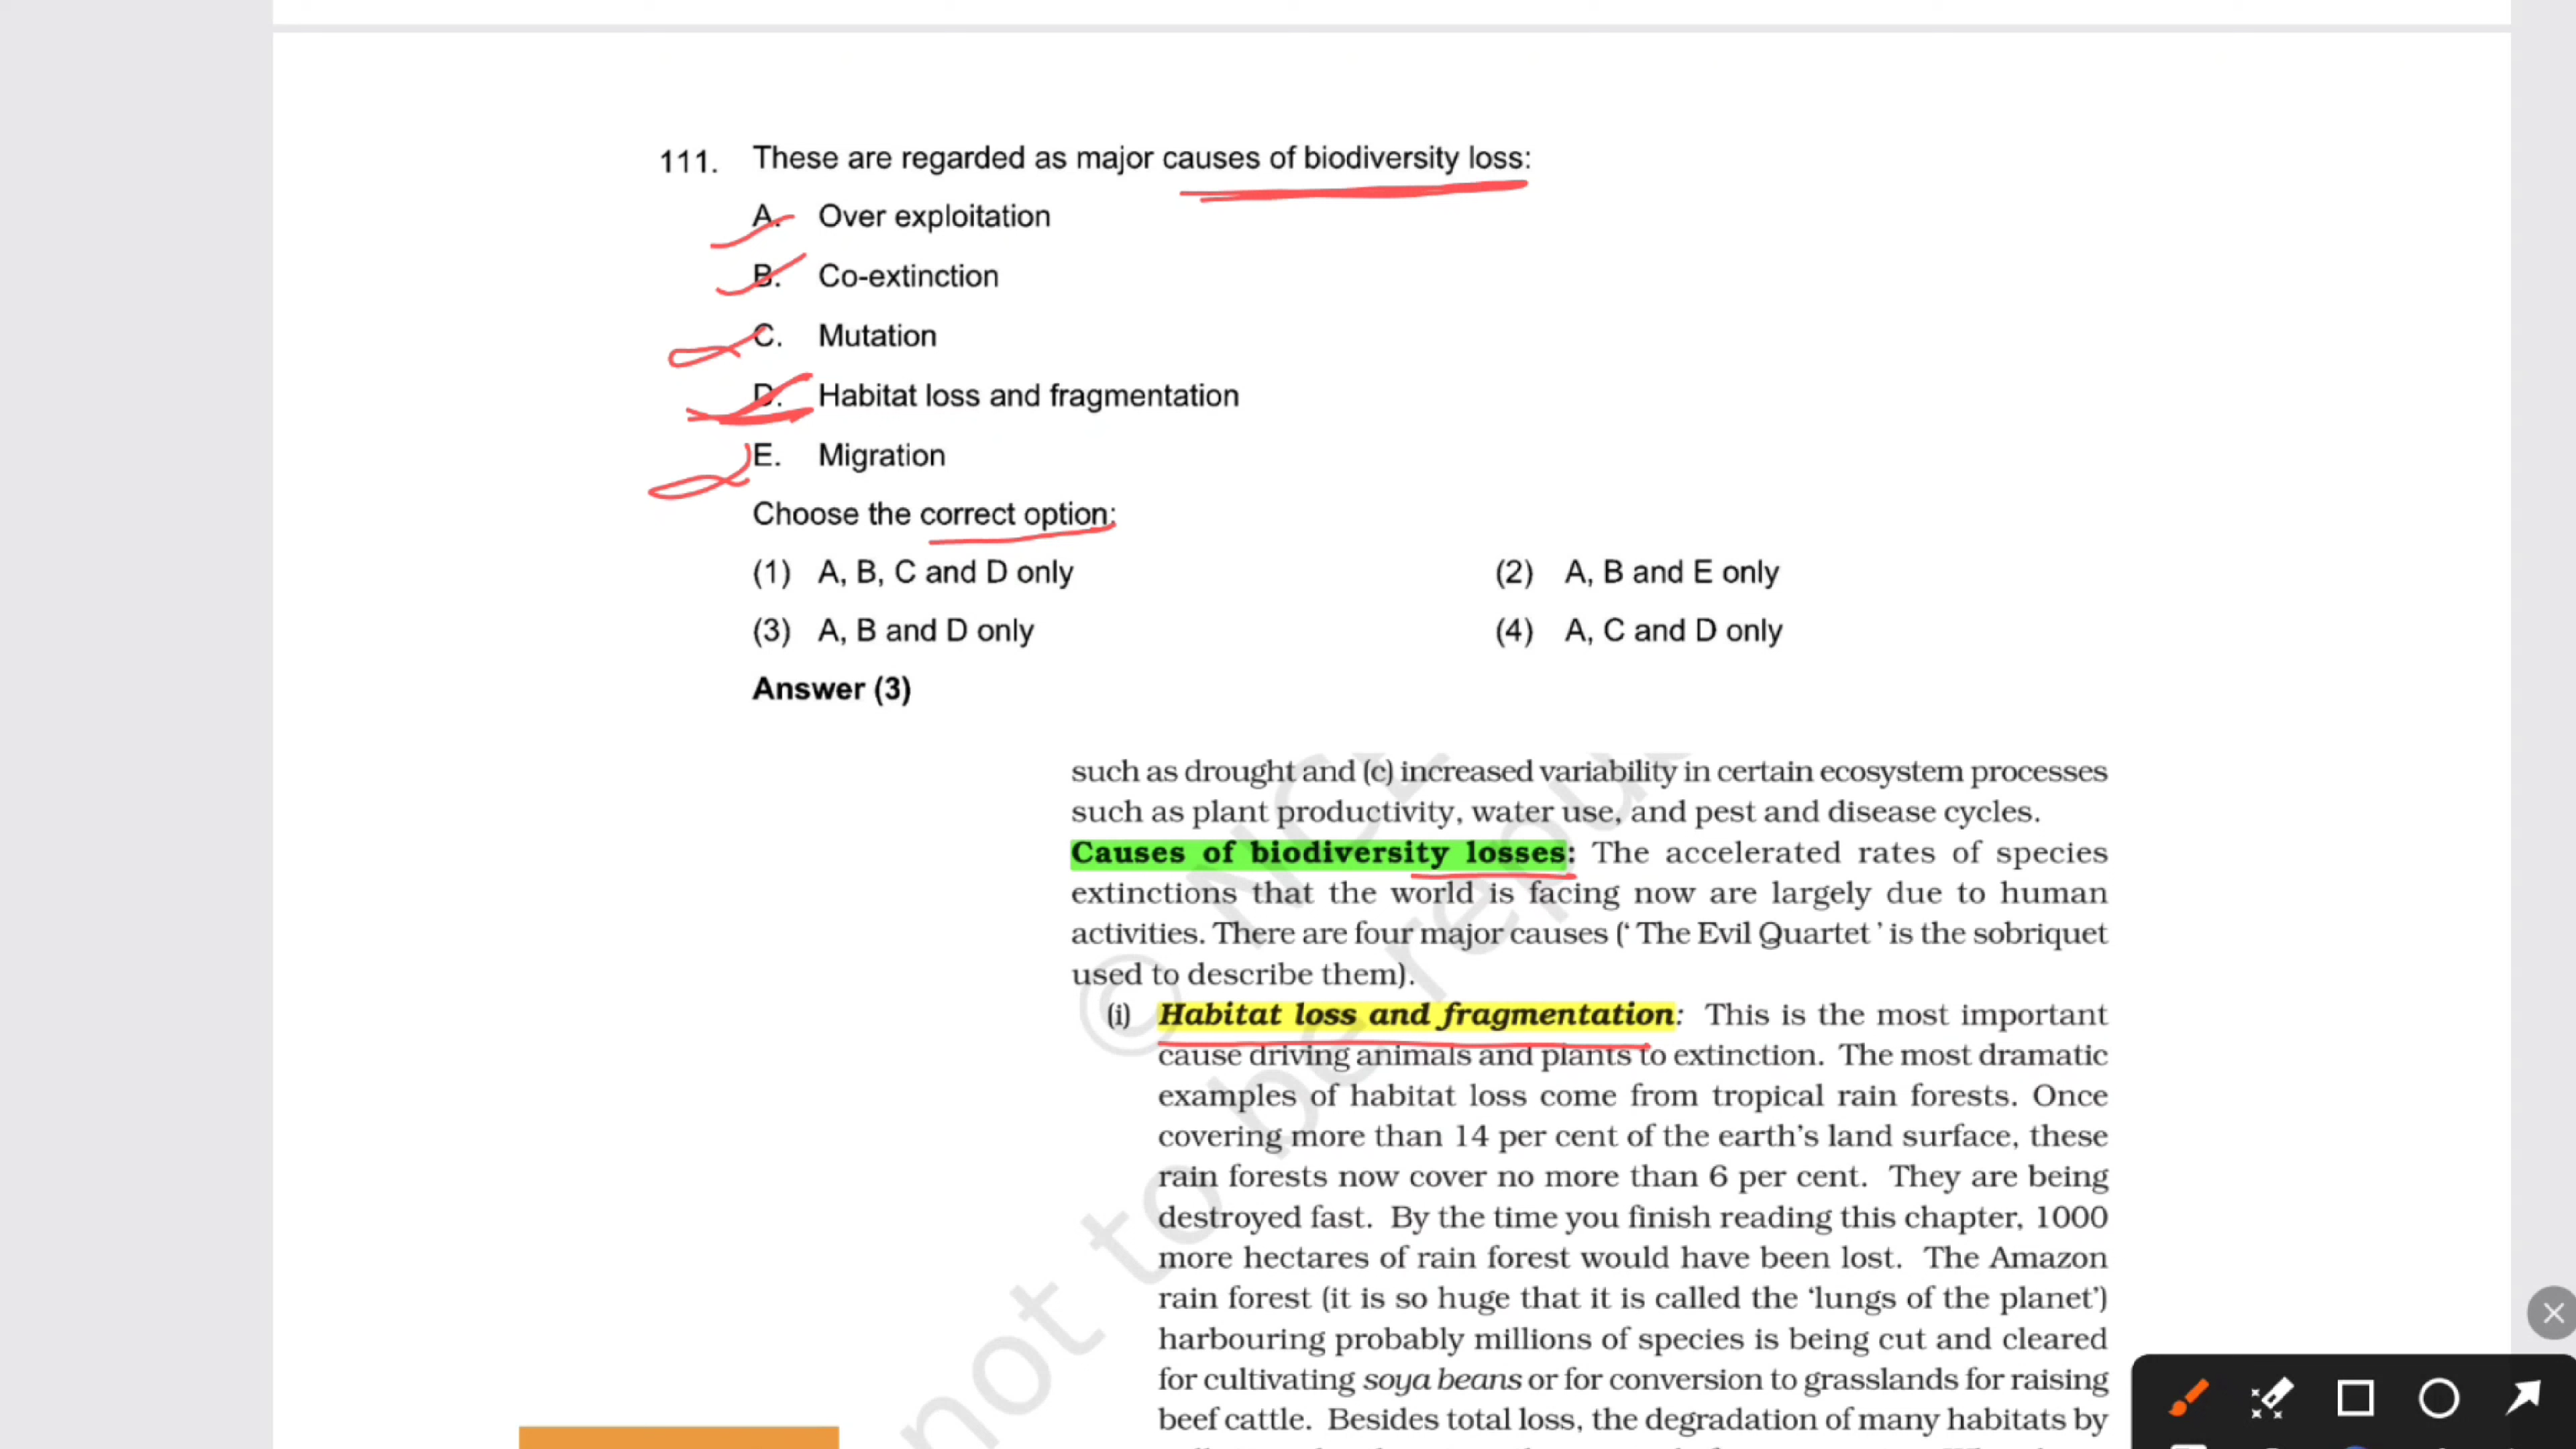 111. These are regarded as major causes of biodiversity loss:
A. Over exploitation
B. Co-extinction
C. Mutation
D. Habitat loss and fragmentation
E. Migration
Choose the correct option:
(1) A, B, C and D only (2) A, B and E only
(3) A, B and D only (4) A, C and D only
Answer (3)
such as drought and (c) increased variability in certain ecosystem processes
such as plant productivity, water use, and pest and disease cycles.
Causes of biodiversity losses: The accelerated rates of species
extinctions that the world is facing now are largely due to human
activities. There are four major causes (‘ The Evil Quartet ’ is the sobriquet
used to describe them).
(i) Habitat loss and fragmentation: This is the most important
cause driving animals and plants to extinction. The most dramatic
examples of habitat loss come from tropical rain forests. Once
covering more than 14 per cent of the earth’s land surface, these
rain forests now cover no more than 6 per cent. They are being
destroyed fast. By the time you finish reading this chapter, 1000
more hectares of rain forest would have been lost. The Amazon
rain forest (it is so huge that it is called the ‘lungs of the planet’)
harbouring probably millions of species is being cut and cleared
for cultivating soya beans or for conversion to grasslands for raising
beef cattle. Besides total loss, the degradation of many habitats by
© NCE
not to be repu